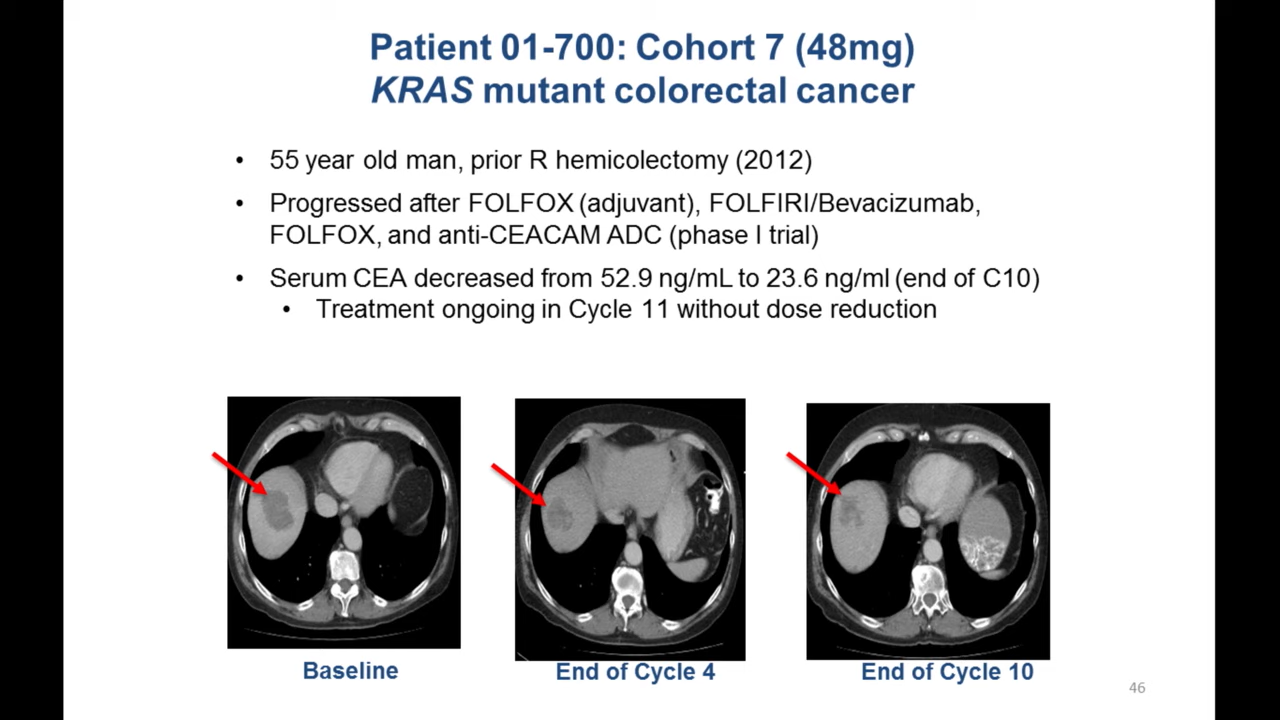 Patient 01-700: Cohort 7 (48mg)
KRAS mutant colorectal cancer
• 55 year old man, prior R hemicolectomy (2012)
• Progressed after FOLFOX (adjuvant), FOLFIRI/Bevacizumab,
FOLFOX, and anti-CEACAM ADC (phase I trial)
• Serum CEA decreased from 52.9 ng/mL to 23.6 ng/ml (end of C10)
• Treatment ongoing in Cycle 11 without dose reduction
Baseline
End of Cycle 4
End of Cycle 10
46